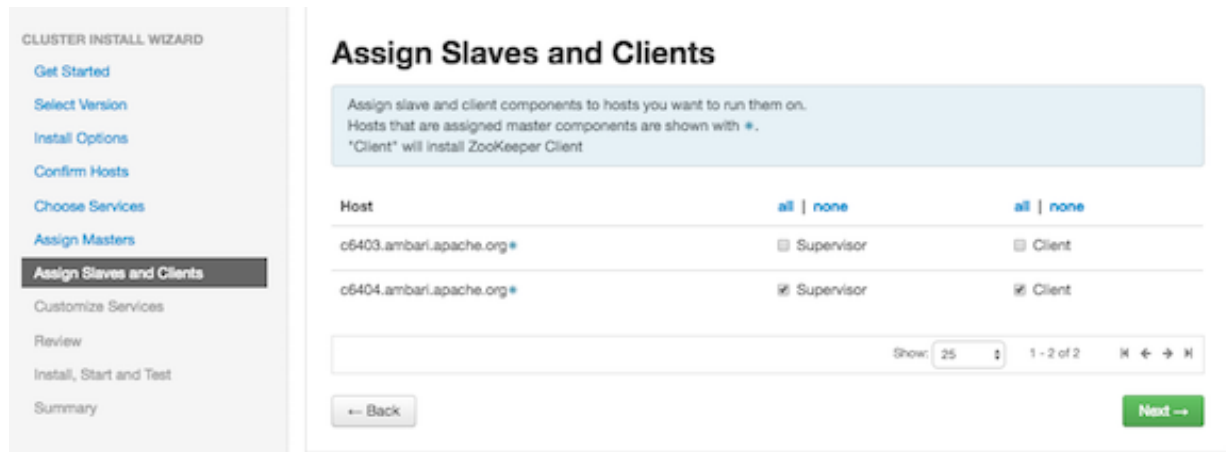 CLUSTER INSTALL WIZARD
Get Started
Select Version
Install Options
Confirm Hosts
Choose Services
Assign Masters
Assign Slaves and Clients
Customize Services
Review
Install, Start and Test
Summary
Assign Slaves and Clients
Assign slave and client components to hosts you want to run them on.
Hosts that are assigned master components are shown with *.
"Client" will install ZooKeeper Client
Host all | none all | none
c6403.ambari.apache.org* Supervisor Client
c6404.ambari.apache.org* Supervisor Client
Show: 25 1 - 2 of 2
← Back
Next →